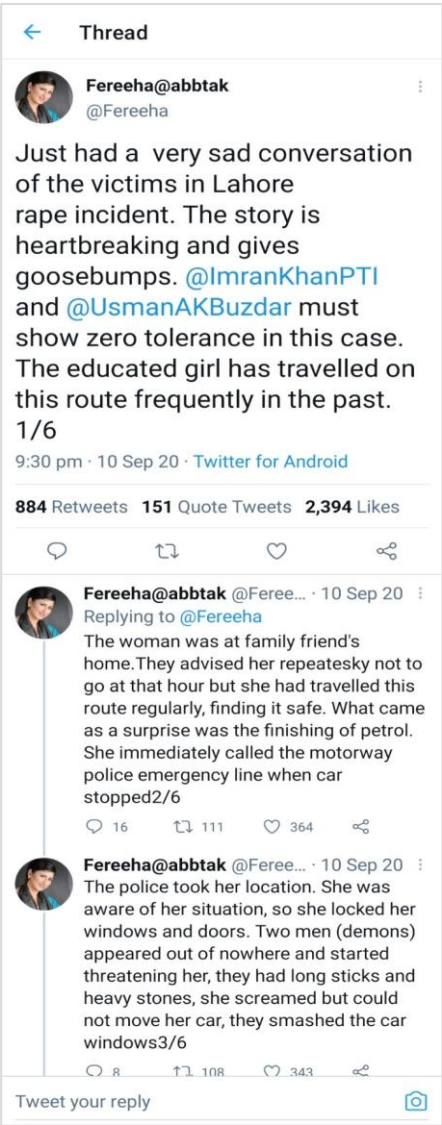 Thread
Fereeha@abbtak
@Fereeha
Just had a very sad conversation
of the victims in Lahore
rape incident. The story is
heartbreaking and gives
goosebumps. @ImranKhanPTI
and @UsmanAKBuzdar must
show zero tolerance in this case.
The educated girl has travelled on
this route frequently in the past.
1/6
9:30 pm · 10 Sep 20 · Twitter for Android
884 Retweets 151 Quote Tweets 2,394 Likes
Fereeha@abbtak @Feree... · 10 Sep 20
Replying to @Fereeha
The woman was at family friend's
home.They advised her repeatesky not to
go at that hour but she had travelled this
route regularly, finding it safe. What came
as a surprise was the finishing of petrol.
She immediately called the motorway
police emergency line when car
stopped2/6
16 111 364
Fereeha@abbtak @Feree... · 10 Sep 20
The police took her location. She was
aware of her situation, so she locked her
windows and doors. Two men (demons)
appeared out of nowhere and started
threatening her, they had long sticks and
heavy stones, she screamed but could
not move her car, they smashed the car
windows3/6
8 108 343
Tweet your reply